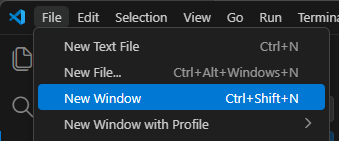 File Edit Selection View Go Run Termina
New Text File Ctrl+N
New File... Ctrl+Alt+Windows+N
New Window Ctrl+Shift+N
New Window with Profile